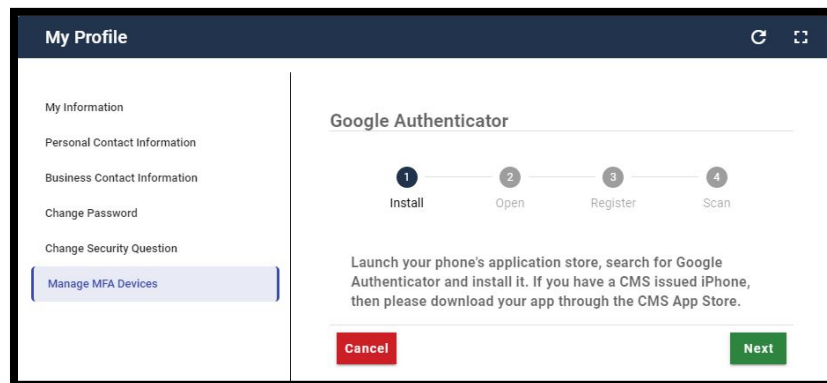 My Profile
My Information
Personal Contact Information
Business Contact Information
Change Password
Change Security Question
Manage MFA Devices
Google Authenticator
1 2 3 4
Install Open Register Scan
Launch your phone's application store, search for Google
Authenticator and install it. If you have a CMS issued iPhone,
then please download your app through the CMS App Store.
Cancel Next